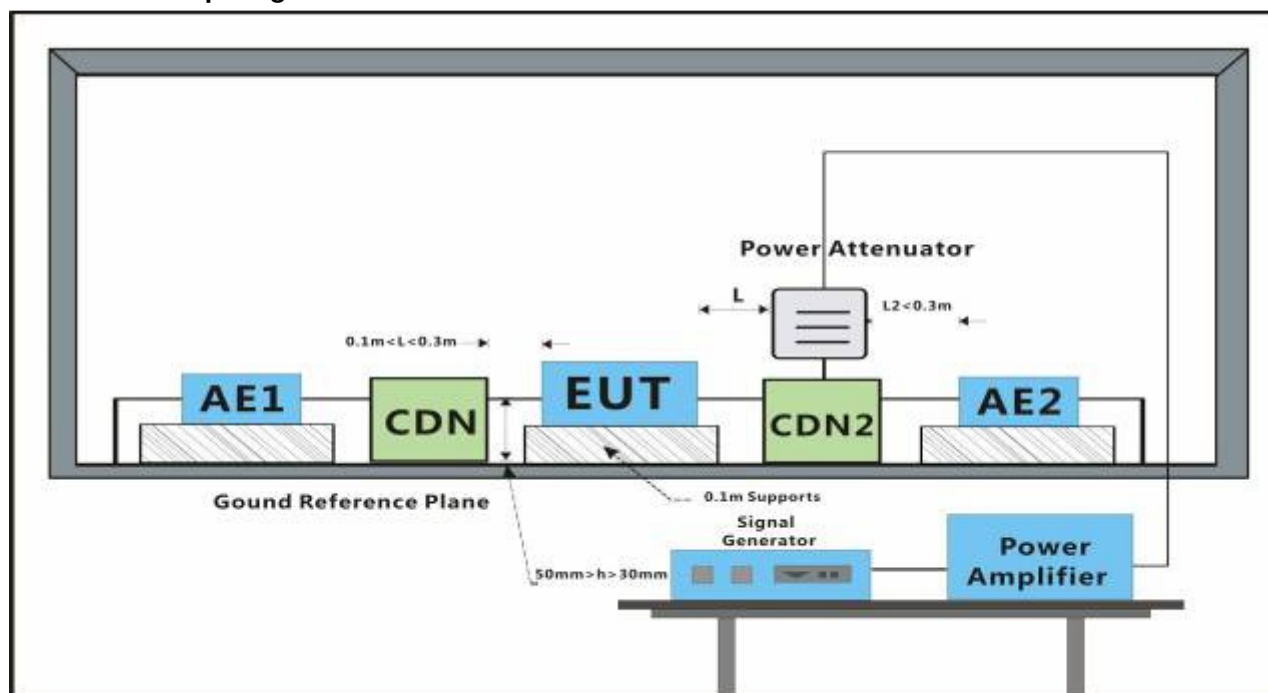 Power Attenuator
L
L2<0.3m
0.1m<L<0.3m
AE1
CDN
EUT
CDN2
AE2
Gound Reference Plane
0.1m Supports
Signal
Generator
50mm>h>30mm
Power
Amplifier